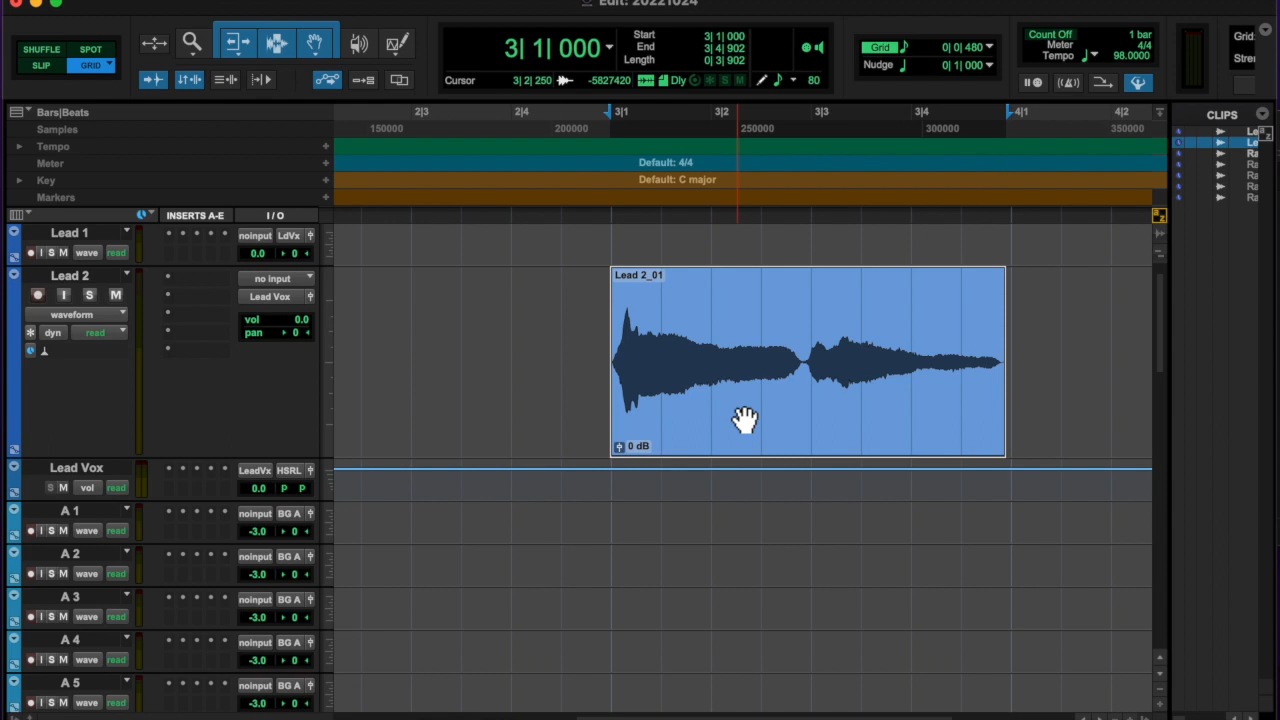 Edit: 20221024
SHUFFLE SPOT
SLIP GRID
3| 1| 000
Start 3| 1| 000
End 3| 4| 902
Length 0| 3| 902
Cursor 3| 2| 250 -5827420 Dly S M 80
Grid 0| 0| 480
Nudge 0| 1| 000
Count Off 1 bar
Meter 4/4
Tempo 98.0000
Grid:
Bars|Beats 2|3 2|4 3|1 3|2 3|3 3|4 4|1 4|2
Samples 150000 200000 250000 300000 350000
Tempo
Meter Default: 4/4
Key Default: C major
Markers
CLIPS
Le
Le
Ra
Ra
Ra
Ra
Ra
a z
INSERTS A-E I / O
Lead 1 noinput LdVx
I S M wave read 0.0 0
Lead 2 no input
I S M Lead Vox
waveform vol 0.0
dyn read pan 0
Lead 2_01
0 dB
Lead Vox LeadVx HSRL
S M vol read 0.0 P P
A 1 noinput BG A
I S M wave read -3.0 0
A 2 noinput BG A
I S M wave read -3.0 0
A 3 noinput BG A
I S M wave read -3.0 0
A 4 noinput BG A
I S M wave read -3.0 0
A 5 noinput BG A
I S M wave read -3.0 0